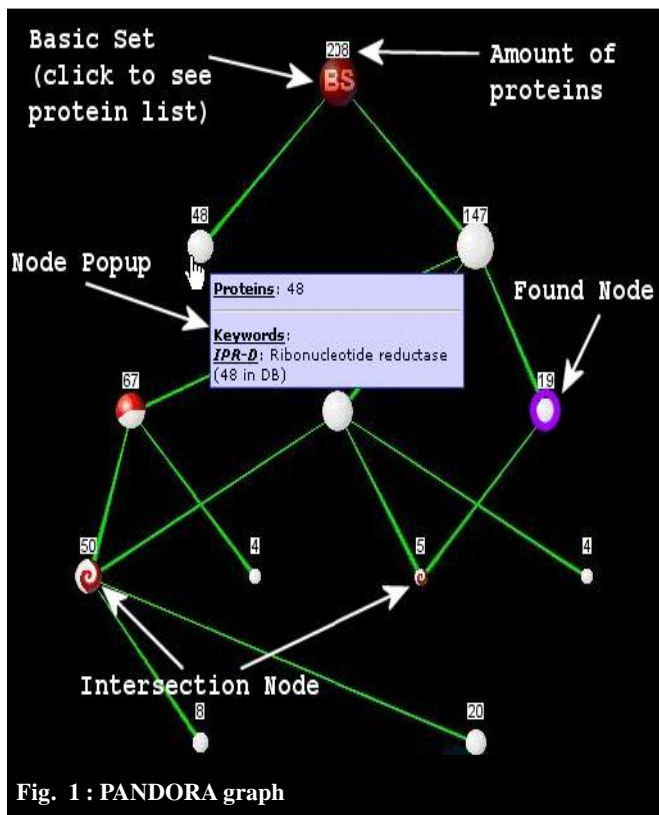 Basic Set
(click to see
protein list)
208
Amount of
proteins
BS
48
147
Node Popup
Proteins: 48
Keywords:
IPR-D: Ribonucleotide reductase
(48 in DB)
Found Node
67
19
50
4
5
4
Intersection Node
8
20
Fig. 1 : PANDORA graph